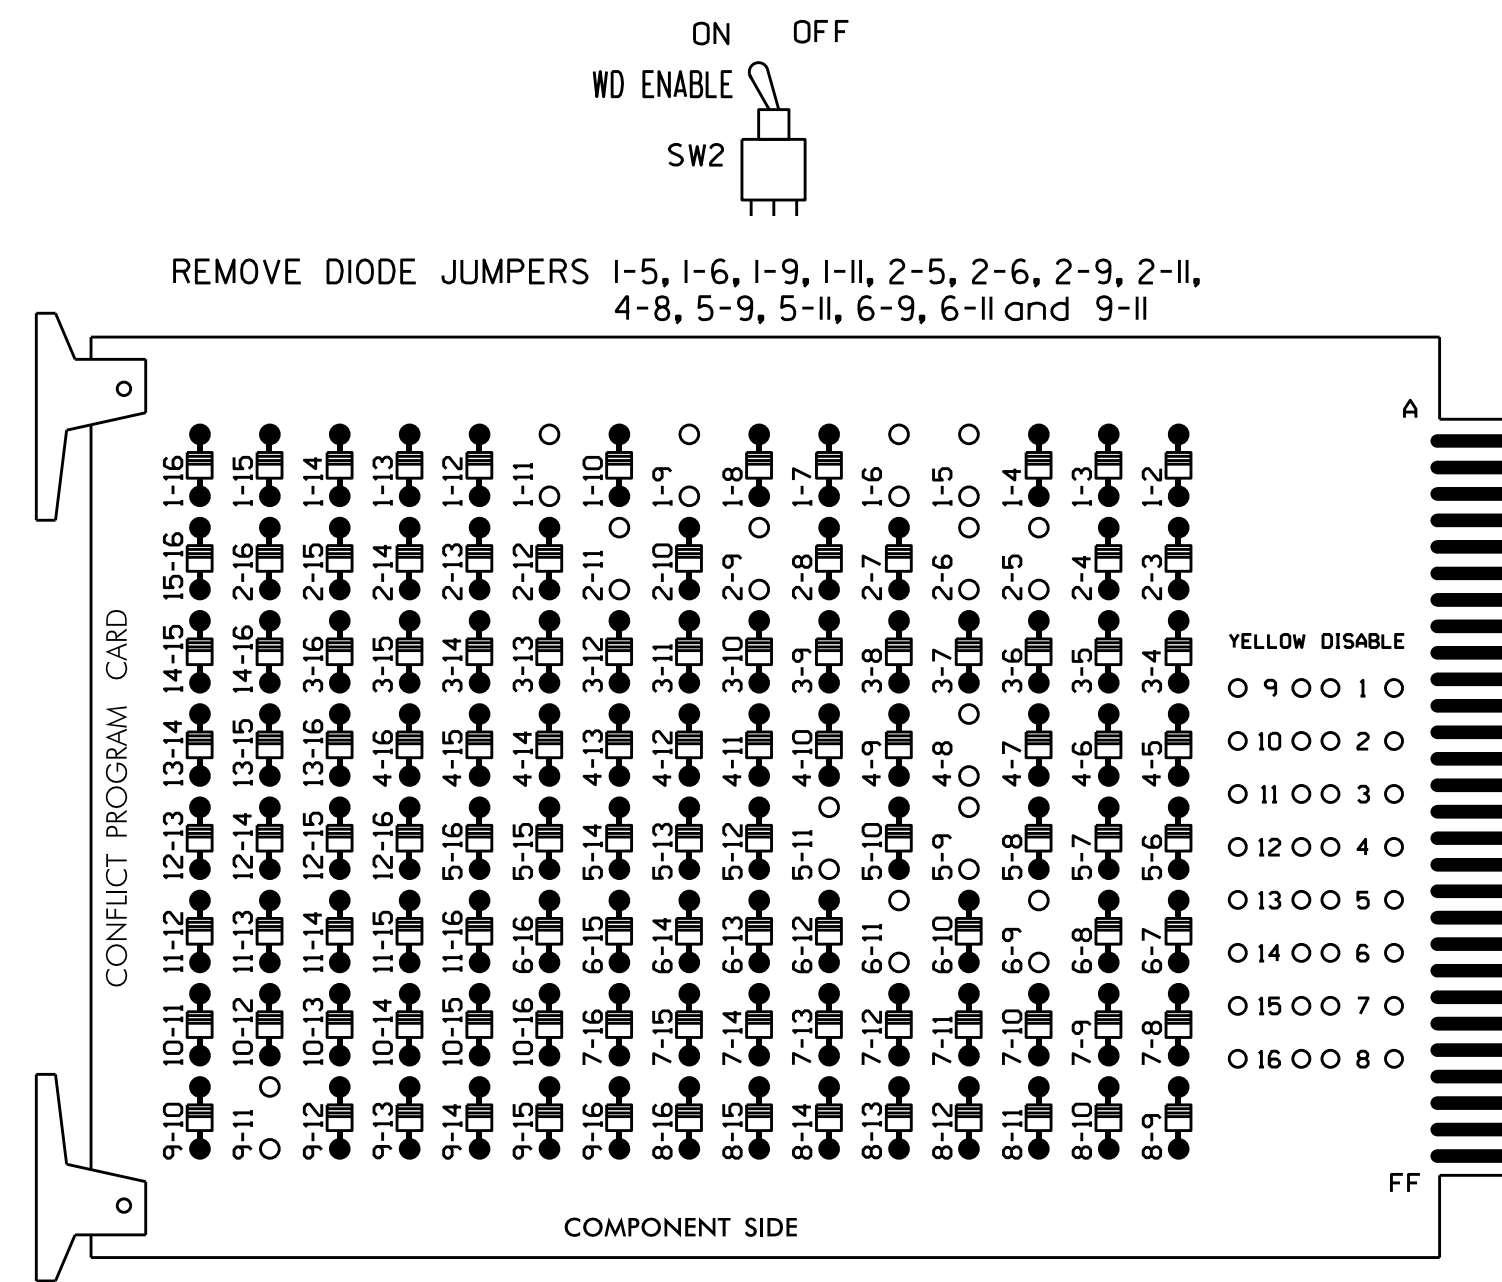 ON OFF
WD ENABLE
SW2
REMOVE DIODE JUMPERS 1-5, 1-6, 1-9, 1-11, 2-5, 2-6, 2-9, 2-11,
4-8, 5-9, 5-11, 6-9, 6-11 and 9-11
A
1-16 1-15 1-14 1-13 1-12 1-11 1-10 1-9 1-8 1-7 1-6 1-5 1-4 1-3 1-2
15-16 2-16 2-15 2-14 2-13 2-12 2-11 2-10 2-9 2-8 2-7 2-6 2-5 2-4 2-3
14-15 14-16 3-16 3-15 3-14 3-13 3-12 3-11 3-10 3-9 3-8 3-7 3-6 3-5 3-4
13-14 13-15 13-16 4-16 4-15 4-14 4-13 4-12 4-11 4-10 4-9 4-8 4-7 4-6 4-5
12-13 12-14 12-15 12-16 5-16 5-15 5-14 5-13 5-12 5-11 5-10 5-9 5-8 5-7 5-6
11-12 11-13 11-14 11-15 11-16 6-16 6-15 6-14 6-13 6-12 6-11 6-10 6-9 6-8 6-7
10-11 10-12 10-13 10-14 10-15 10-16 7-16 7-15 7-14 7-13 7-12 7-11 7-10 7-9 7-8
9-10 9-11 9-12 9-13 9-14 9-15 9-16 8-16 8-15 8-14 8-13 8-12 8-11 8-10 8-9
CONFLICT PROGRAM CARD
YELLOW DISABLE
9 1
10 2
11 3
12 4
13 5
14 6
15 7
16 8
FF
COMPONENT SIDE